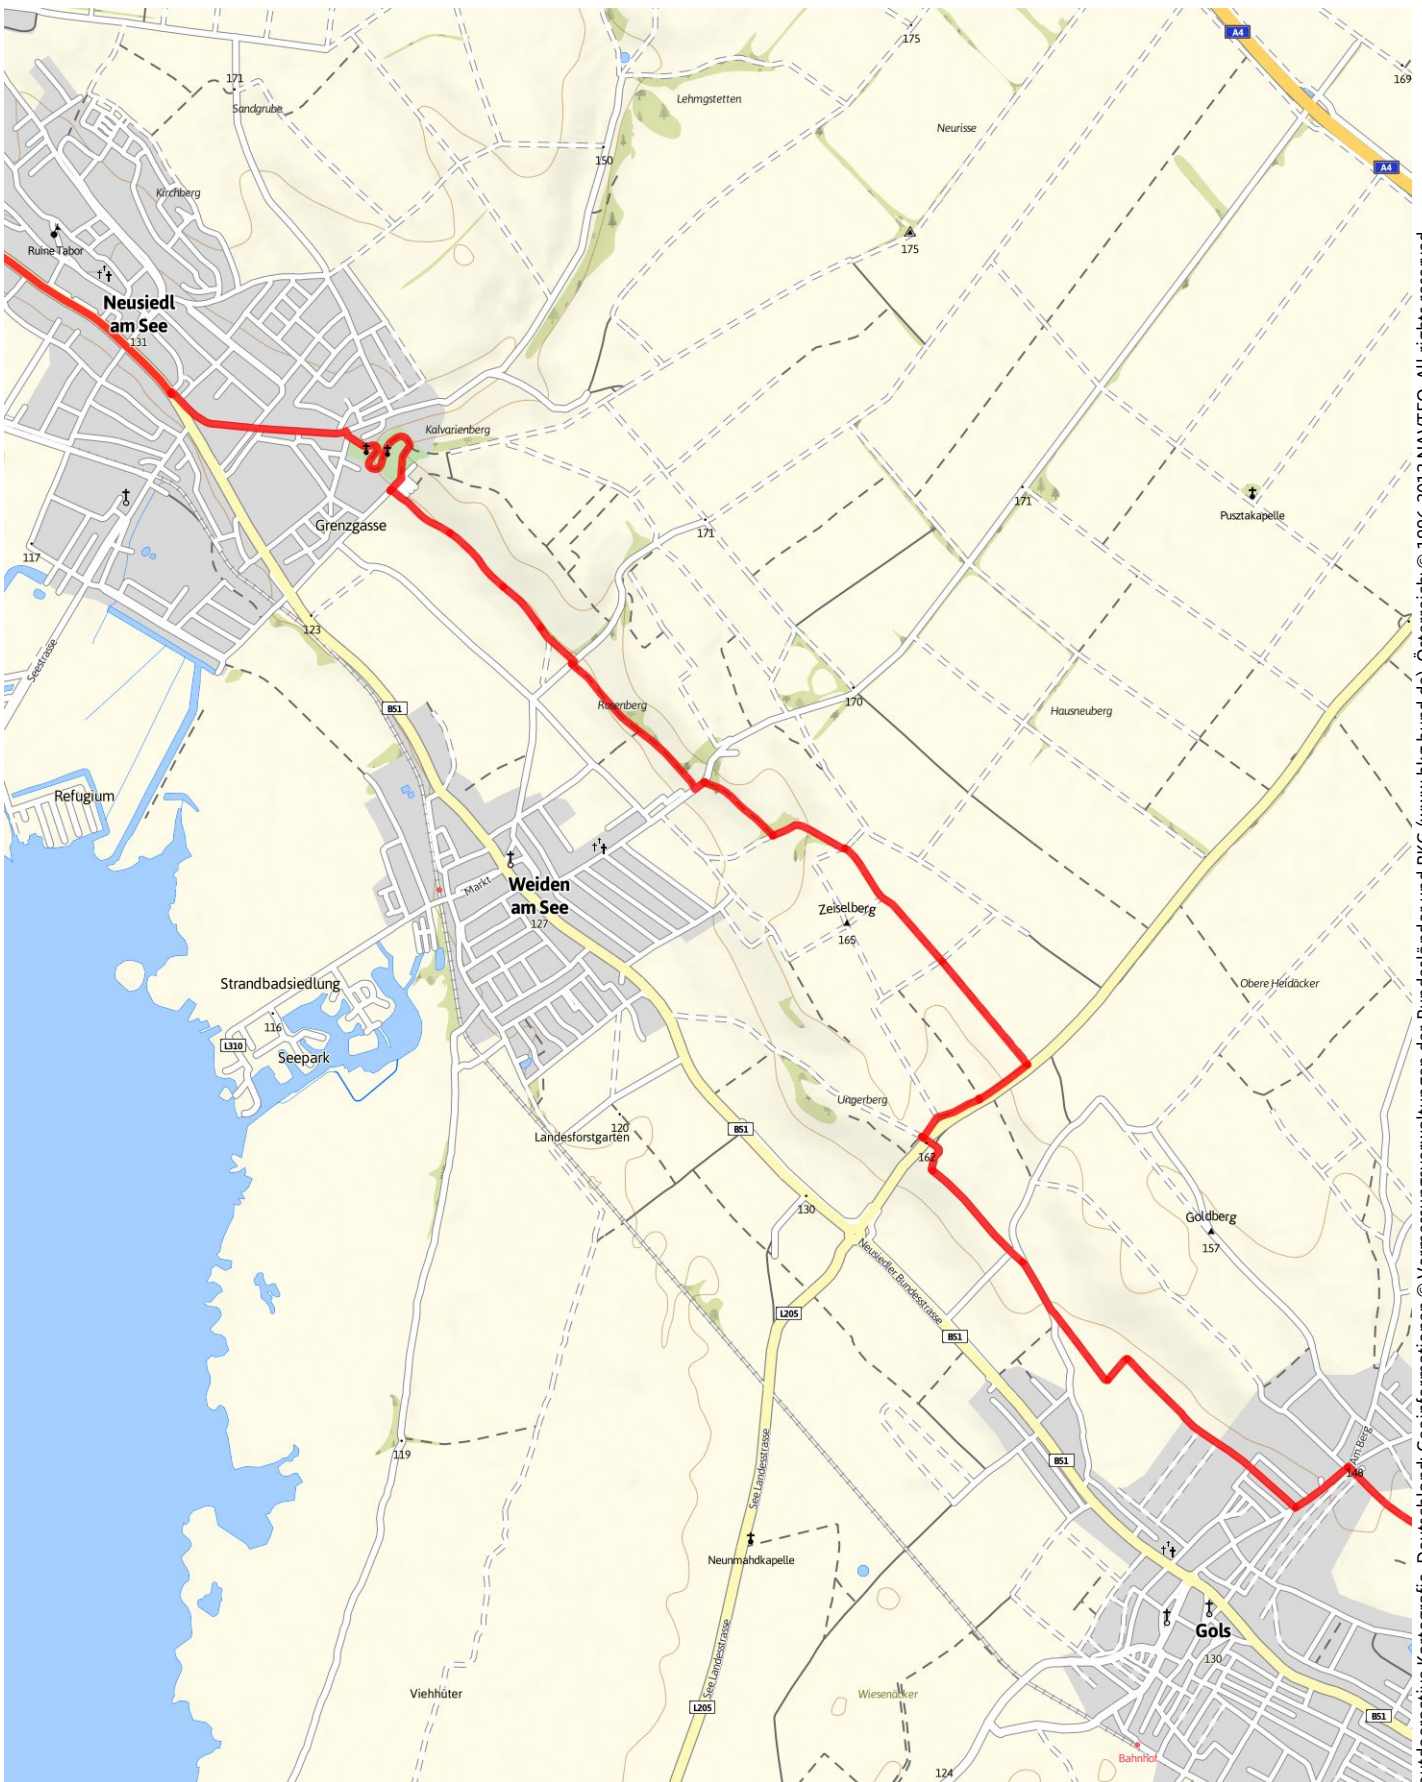 A4
175
169
171
Sandgrube
Lehmgstetten
Neurisse
150
A4
Kirchberg
Ruine Tabor
175
Neusiedl
am See
131
Kalvarienberg
171
Pusztakapelle
Grenzgasse
171
117
123
Seestrasse
B51
Rosenberg
170
Hausneuberg
Refugium
Markt
Weiden
am See
127
Zeiselberg
165
Strandbadsiedlung
Obere Heidäcker
116
L310
Seepark
Ungerberg
120
Landesforstgarten
B51
162
130
Goldberg
157
Neusiedler Bundesstrasse
L205
B51
119
B51
Am Berg
148
See Landesstrasse
Neunmahdkapelle
Gols
130
See Landesstrasse
Viehhüter
Wiesenäcker
L205
B51
Bahnhof
124